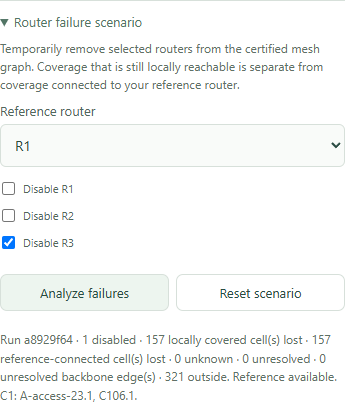 ▼ Router failure scenario
Temporarily remove selected routers from the certified mesh
graph. Coverage that is still locally reachable is separate from
coverage connected to your reference router.
Reference router
R1
Disable R1
Disable R2
Disable R3
Analyze failures
Reset scenario
Run a8929f64 · 1 disabled · 157 locally covered cell(s) lost · 157
reference-connected cell(s) lost · 0 unknown · 0 unresolved · 0
unresolved backbone edge(s) · 321 outside. Reference available.
C1: A-access-23.1, C106.1.